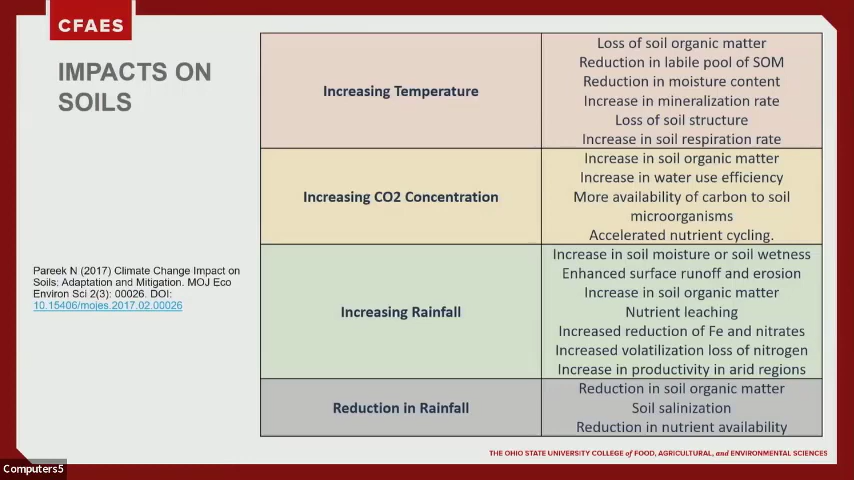 CFAES
IMPACTS ON
SOILS
Increasing Temperature
Loss of soil organic matter
Reduction in labile pool of SOM
Reduction in moisture content
Increase in mineralization rate
Loss of soil structure
Increase in soil respiration rate
Increasing CO2 Concentration
Increase in soil organic matter
Increase in water use efficiency
More availability of carbon to soil
microorganisms
Accelerated nutrient cycling.
Increasing Rainfall
Increase in soil moisture or soil wetness
Enhanced surface runoff and erosion
Increase in soil organic matter
Nutrient leaching
Increased reduction of Fe and nitrates
Increased volatilization loss of nitrogen
Increase in productivity in arid regions
Reduction in Rainfall
Reduction in soil organic matter
Soil salinization
Reduction in nutrient availability
Pareek N (2017) Climate Change Impact on
Soils: Adaptation and Mitigation. MOJ Eco
Environ Sci 2(3): 00026. DOI:
10.15406/mojes.2017.02.00026
THE OHIO STATE UNIVERSITY COLLEGE of FOOD, AGRICULTURAL, and ENVIRONMENTAL SCIENCES
Computers5